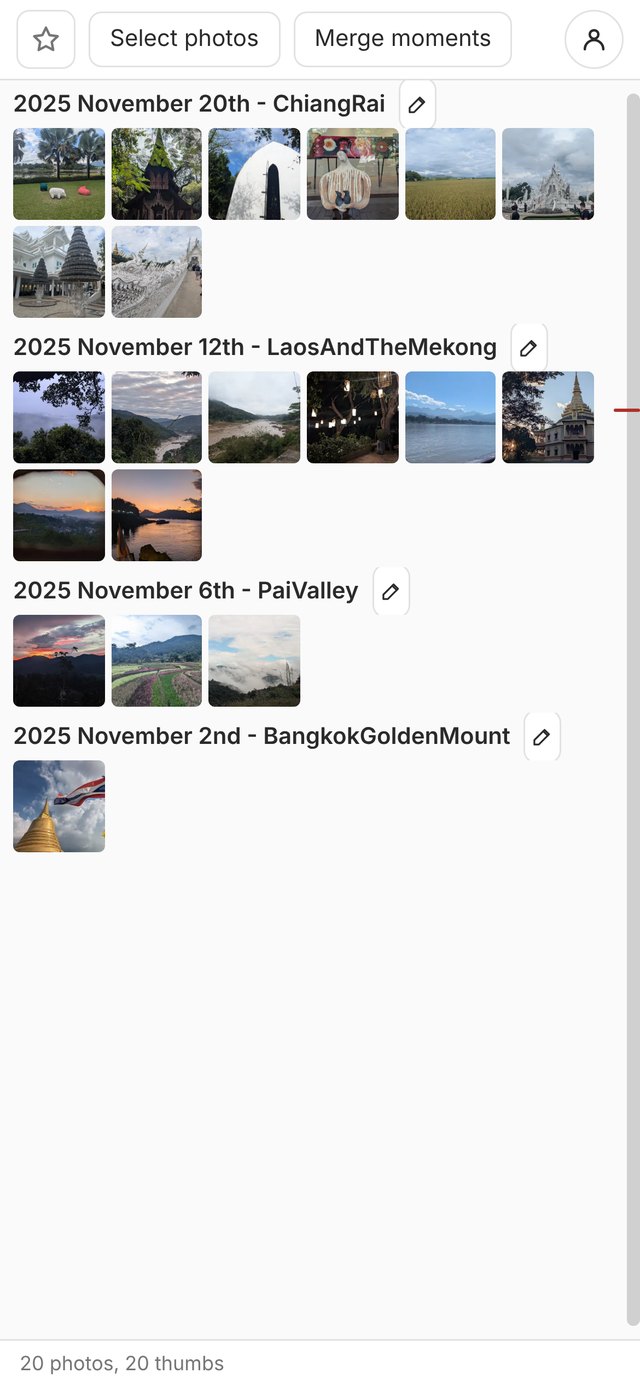 Select photos
Merge moments
2025 November 20th - ChiangRai
2025 November 12th - LaosAndTheMekong
2025 November 6th - PaiValley
2025 November 2nd - BangkokGoldenMount
20 photos, 20 thumbs